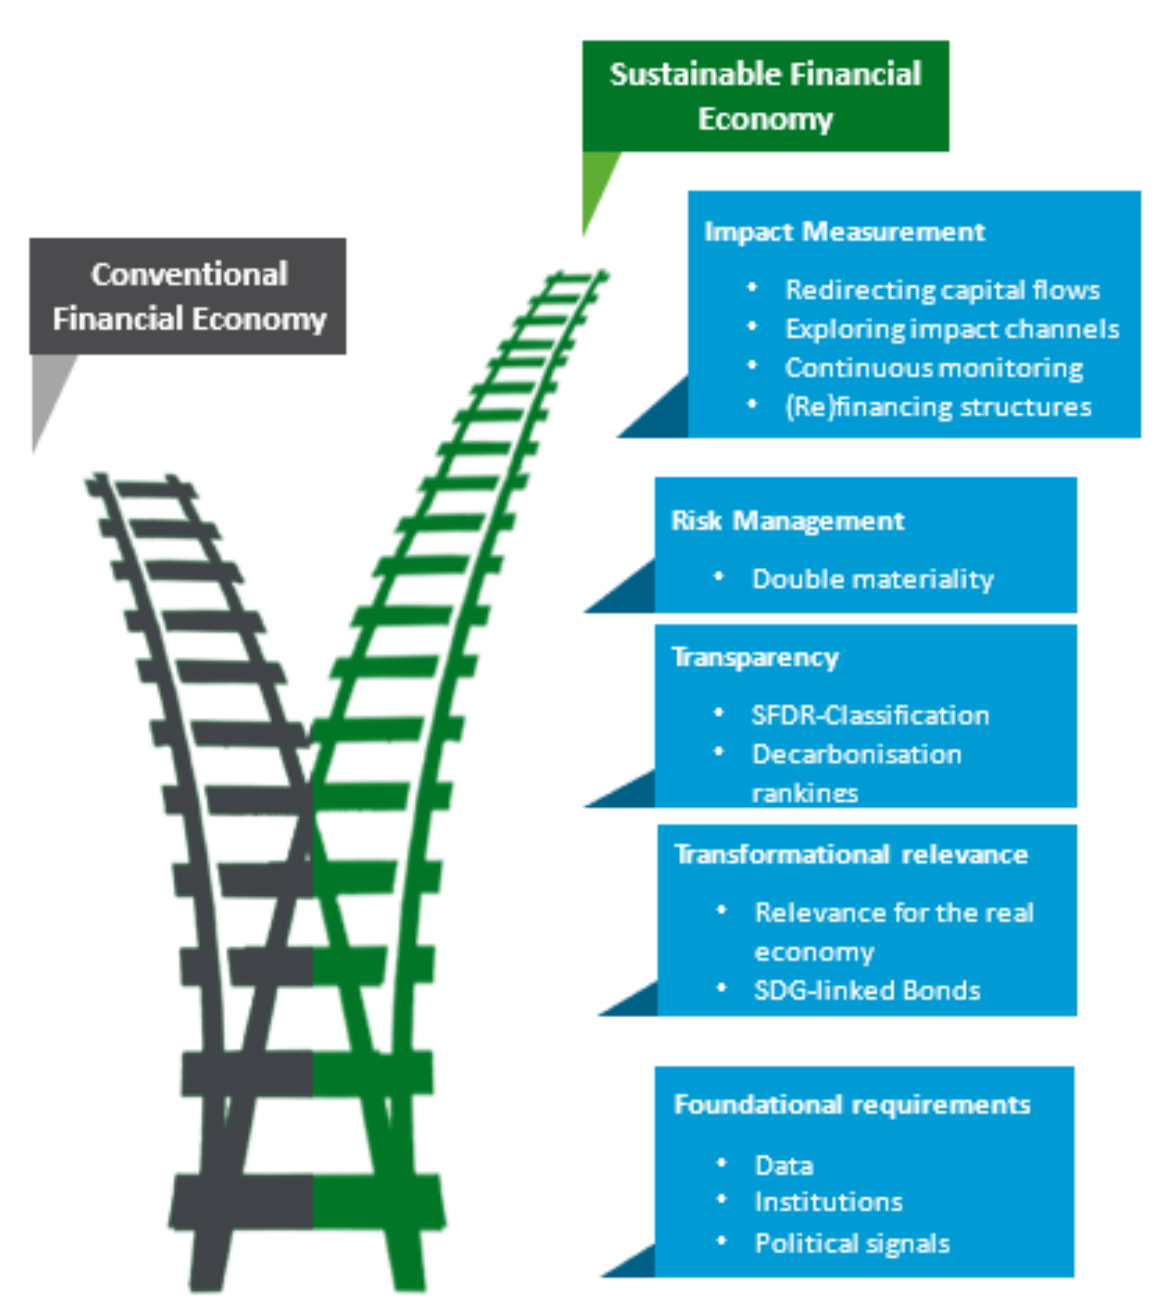 Sustainable Financial
Economy
Conventional
Financial Economy
Impact Measurement
• Redirecting capital flows
• Exploring impact channels
• Continuous monitoring
• (Re)financing structures
Risk Management
• Double materiality
Transparency
• SFDR-Classification
• Decarbonisation
rankings
Transformational relevance
• Relevance for the real
economy
• SDG-linked Bonds
Foundational requirements
• Data
• Institutions
• Political signals